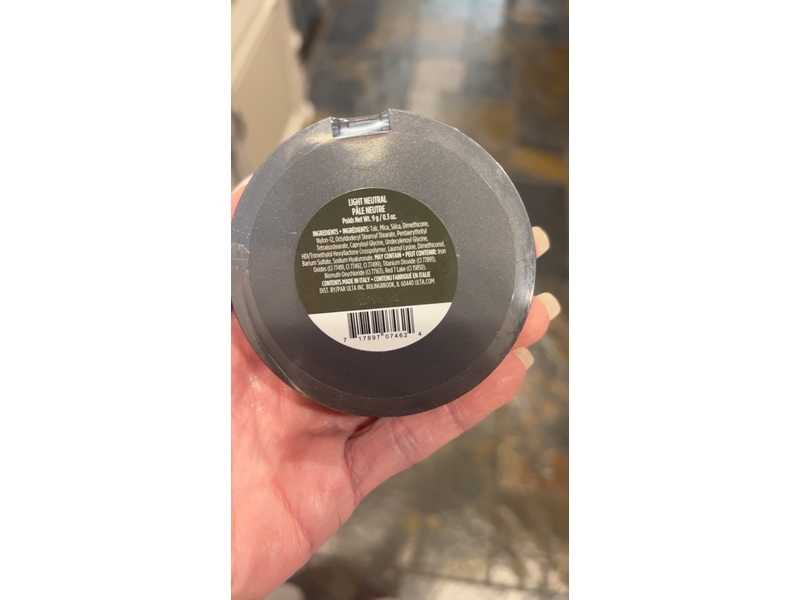 LIGHT NEUTRAL
PÂLE NEUTRE
Poids Net Wt. 9 g / 0.3 oz.
INGREDIENTS • INGRÉDIENTS: Talc, Mica, Silica, Dimethicone,
Nylon-12, Octyldodecyl Stearoyl Stearate, Pentaerythrityl
Tetraisostearate, Capryloyl Glycine, Undecylenoyl Glycine,
HDI/Trimethylol Hexyllactone Crosspolymer, Lauroyl Lysine, Dimethiconol,
Barium Sulfate, Sodium Hyaluronate. MAY CONTAIN • PEUT CONTENIR: Iron
Oxides (CI 77491, CI 77492, CI 77499), Titanium Dioxide (CI 77891),
Bismuth Oxychloride (CI 77163), Red 7 Lake (CI 15850).
CONTENTS MADE IN ITALY • CONTENU FABRIQUÉ EN ITALIE
DIST. BY/PAR ULTA INC. BOLINGBROOK, IL 60440 ULTA.COM
7 17897 07462 4